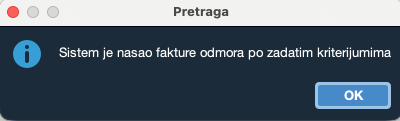 Pretraga
Sistem je nasao fakture odmora po zadatim kriterijumima
OK